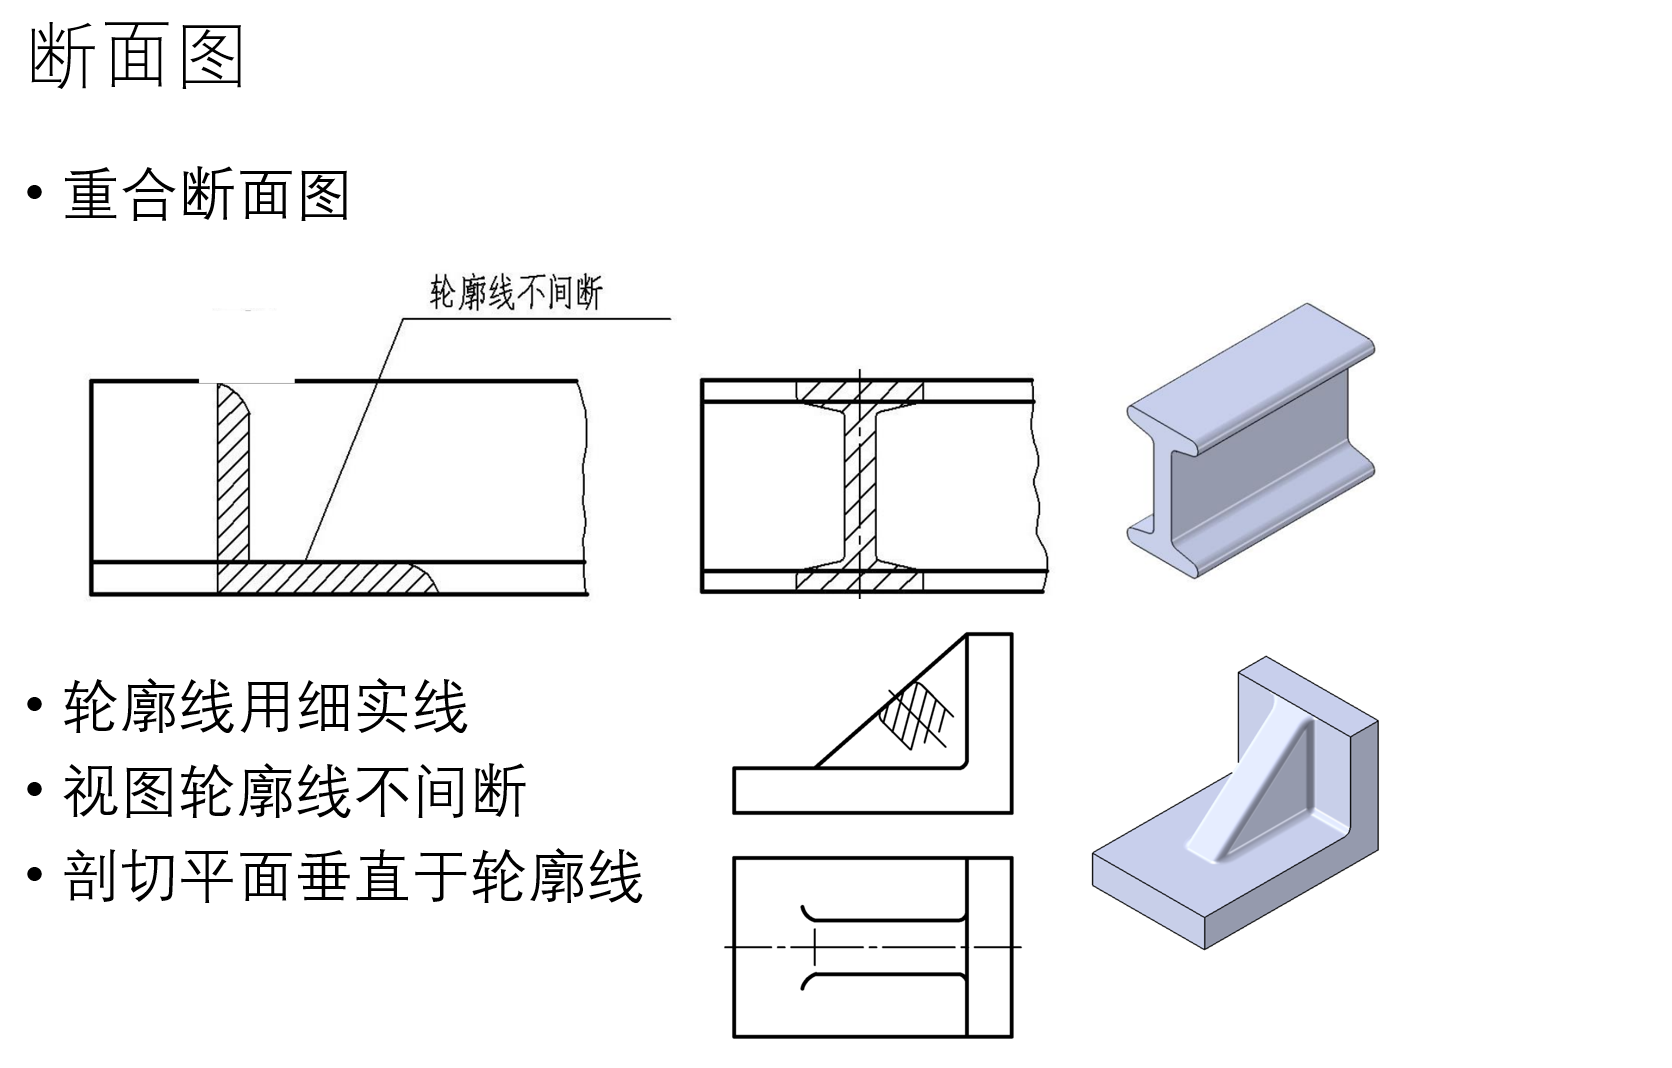 断面图
• 重合断面图
轮廓线不间断
• 轮廓线用细实线
• 视图轮廓线不间断
• 剖切平面垂直于轮廓线